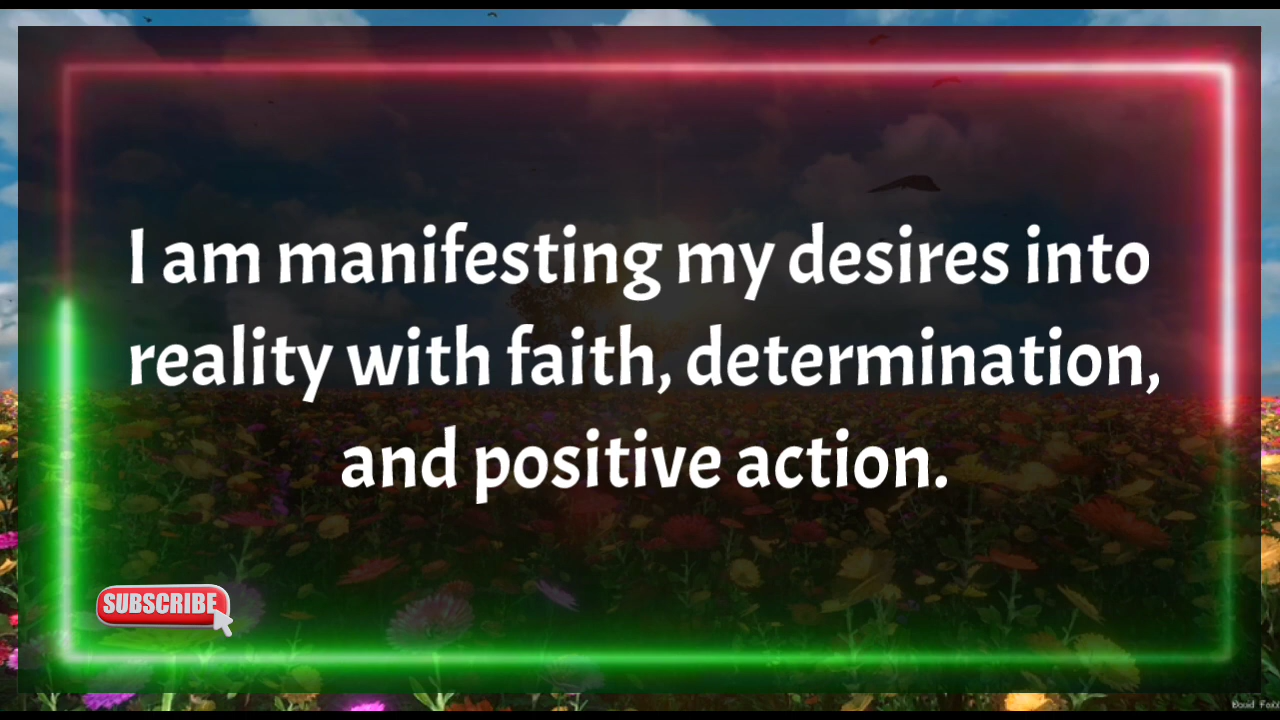 I am manifesting my desires into
reality with faith, determination,
and positive action.
SUBSCRIBE